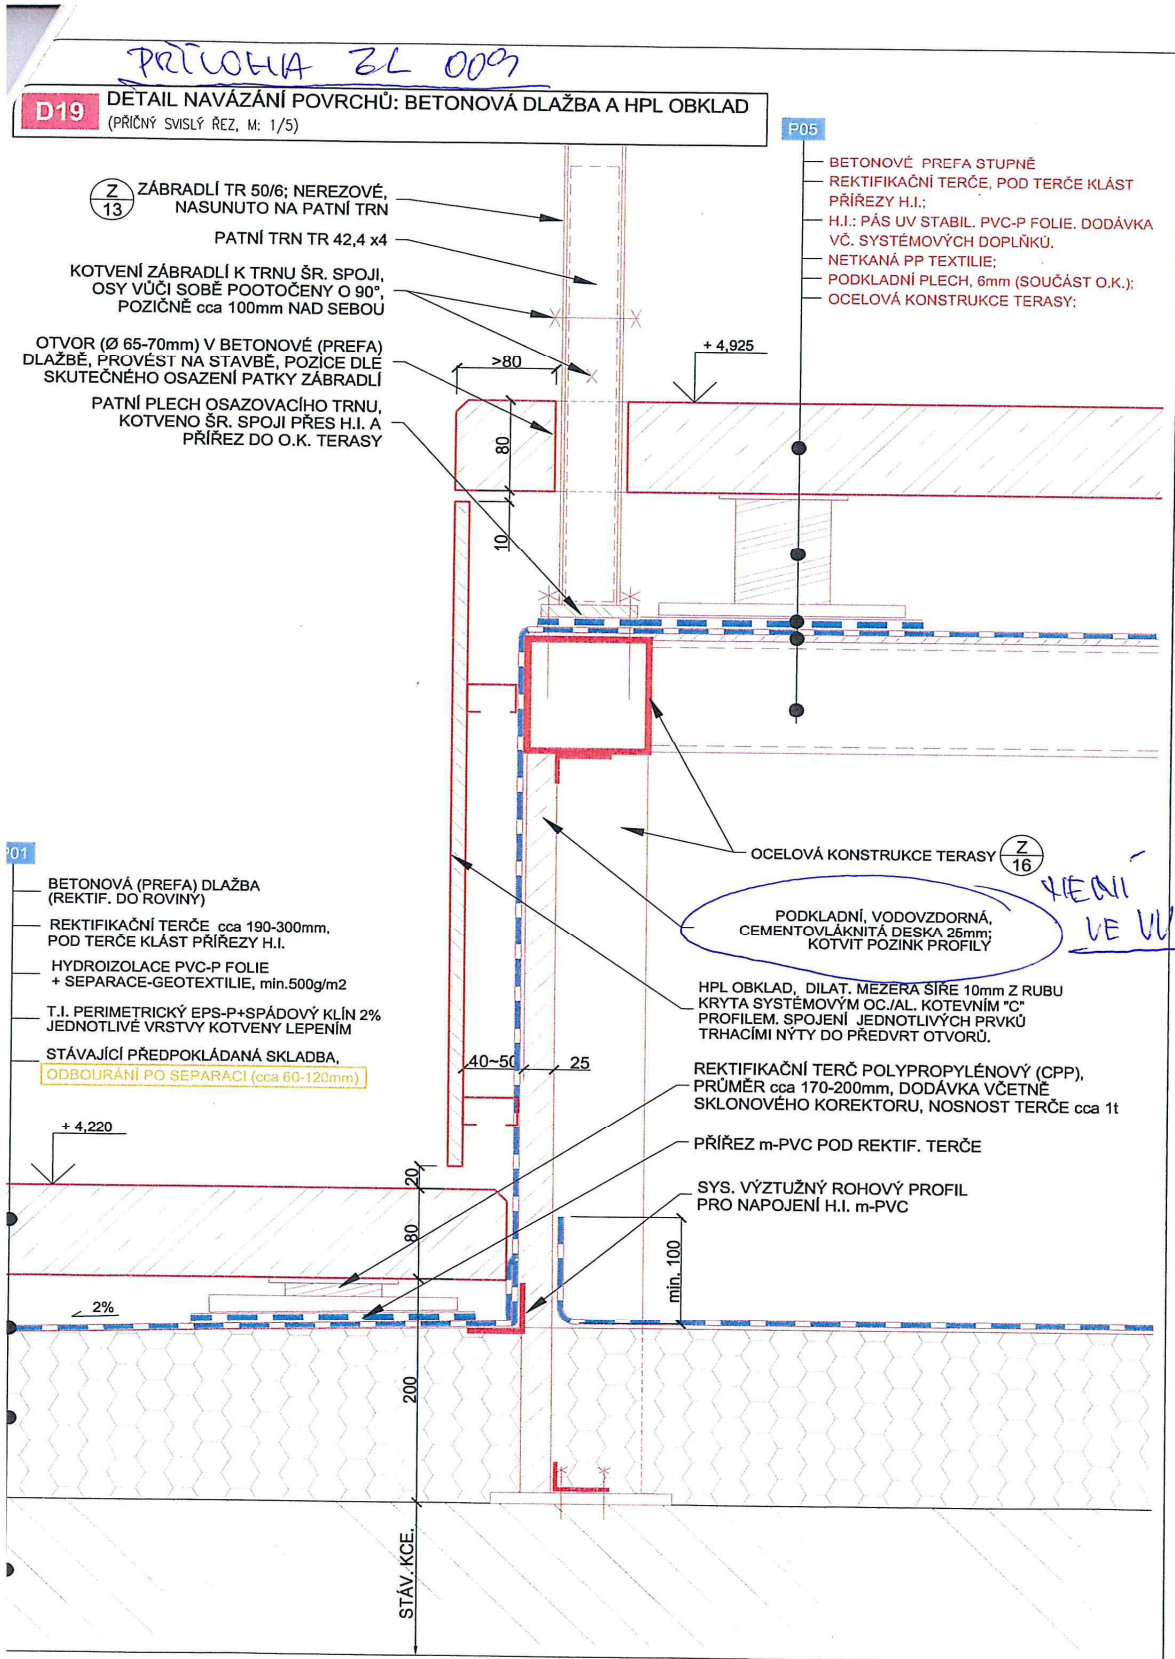 PŘÍLOHA ZL 009
D19 DETAIL NAVÁZÁNÍ POVRCHŮ: BETONOVÁ DLAŽBA A HPL OBKLAD
(PŘÍČNÝ SVISLÝ ŘEZ, M: 1/5)
P05
BETONOVÉ PREFA STUPNĚ
REKTIFIKAČNÍ TERČE, POD TERČE KLÁST
PŘÍŘEZY H.I.;
H.I.: PÁS UV STABIL. PVC-P FOLIE. DODÁVKA
VČ. SYSTÉMOVÝCH DOPLŇKŮ.
NETKANÁ PP TEXTILIE;
PODKLADNÍ PLECH, 6mm (SOUČÁST O.K.);
OCELOVÁ KONSTRUKCE TERASY;
Z
13
ZÁBRADLÍ TR 50/6; NEREZOVÉ,
NASUNUTO NA PATNÍ TRN
PATNÍ TRN TR 42,4 x4
KOTVENÍ ZÁBRADLÍ K TRNU ŠR. SPOJI,
OSY VŮČI SOBĚ POOTOČENY O 90°,
POZIČNĚ cca 100mm NAD SEBOU
OTVOR (Ø 65-70mm) V BETONOVÉ (PREFA)
DLAŽBĚ, PROVÉST NA STAVBĚ, POZICE DLE
SKUTEČNÉHO OSAZENÍ PATKY ZÁBRADLÍ
PATNÍ PLECH OSAZOVACÍHO TRNU,
KOTVENO ŠR. SPOJI PŘES H.I. A
PŘÍŘEZ DO O.K. TERASY
>80
+ 4,925
80
10
OCELOVÁ KONSTRUKCE TERASY
Z
16
NENÍ
VE
PODKLADNÍ, VODOVZDORNÁ,
CEMENTOVLÁKNITÁ DESKA 25mm;
KOTVIT POZINK PROFILY
HPL OBKLAD, DILAT. MEZERA ŠÍŘE 10mm Z RUBU
KRYTA SYSTÉMOVÝM OC./AL. KOTEVNÍM "C"
PROFILEM. SPOJENÍ JEDNOTLIVÝCH PRVKŮ
TRHACÍMI NÝTY DO PŘEDVRT OTVORŮ.
REKTIFIKAČNÍ TERČ POLYPROPYLÉNOVÝ (CPP),
PRŮMĚR cca 170-200mm, DODÁVKA VČETNĚ
SKLONOVÉHO KOREKTORU, NOSNOST TERČE cca 1t
PŘÍŘEZ m-PVC POD REKTIF. TERČE
SYS. VÝZTUŽNÝ ROHOVÝ PROFIL
PRO NAPOJENÍ H.I. m-PVC
P01
BETONOVÁ (PREFA) DLAŽBA
(REKTIF. DO ROVINY)
REKTIFIKAČNÍ TERČE cca 190-300mm,
POD TERČE KLÁST PŘÍŘEZY H.I.
HYDROIZOLACE PVC-P FOLIE
+ SEPARACE-GEOTEXTILIE, min.500g/m2
T.I. PERIMETRICKÝ EPS-P+SPÁDOVÝ KLÍN 2%
JEDNOTLIVÉ VRSTVY KOTVENY LEPENÍM
STÁVAJÍCÍ PŘEDPOKLÁDANÁ SKLADBA,
ODBOURÁNÍ PO SEPARACI (cca 60-120mm)
40~50
25
+ 4,220
20
80
min. 100
2%
200
STÁV. KCE.